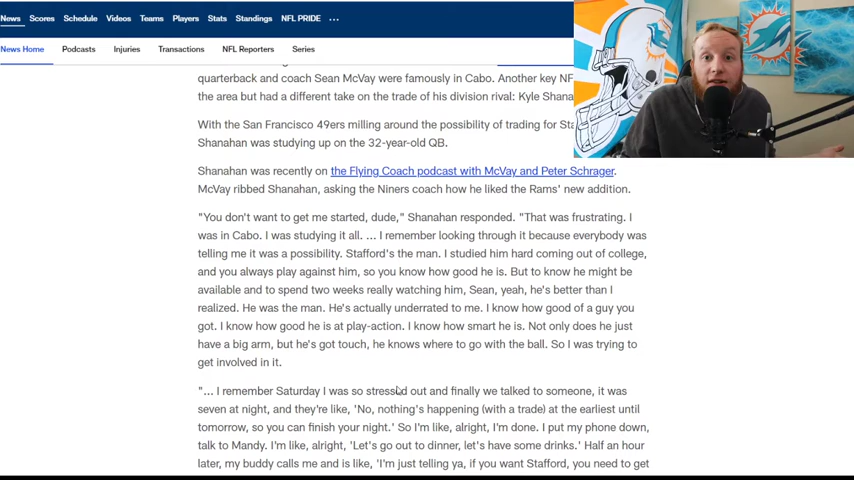 News Scores Schedule Videos Teams Players Stats Standings NFL PRIDE ...
News Home Podcasts Injuries Transactions NFL Reporters Series
quarterback and coach Sean McVay were famously in Cabo. Another key NF
the area but had a different take on the trade of his division rival: Kyle Shana
With the San Francisco 49ers milling around the possibility of trading for Sta
Shanahan was studying up on the 32-year-old QB.
Shanahan was recently on the Flying Coach podcast with McVay and Peter Schrager.
McVay ribbed Shanahan, asking the Niners coach how he liked the Rams' new addition.
"You don't want to get me started, dude," Shanahan responded. "That was frustrating. I
was in Cabo. I was studying it all. ... I remember looking through it because everybody was
telling me it was a possibility. Stafford's the man. I studied him hard coming out of college,
and you always play against him, so you know how good he is. But to know he might be
available and to spend two weeks really watching him, Sean, yeah, he's better than I
realized. He was the man. He's actually underrated to me. I know how good of a guy you
got. I know how good he is at play-action. I know how smart he is. Not only does he just
have a big arm, but he's got touch, he knows where to go with the ball. So I was trying to
get involved in it.
"... I remember Saturday I was so stressed out and finally we talked to someone, it was
seven at night, and they're like, 'No, nothing's happening (with a trade) at the earliest until
tomorrow, so you can finish your night.' So I'm like, alright, I'm done. I put my phone down,
talk to Mandy. I'm like, alright, 'Let's go out to dinner, let's have some drinks.' Half an hour
later, my buddy calls me and is like, 'I'm just telling ya, if you want Stafford, you need to get